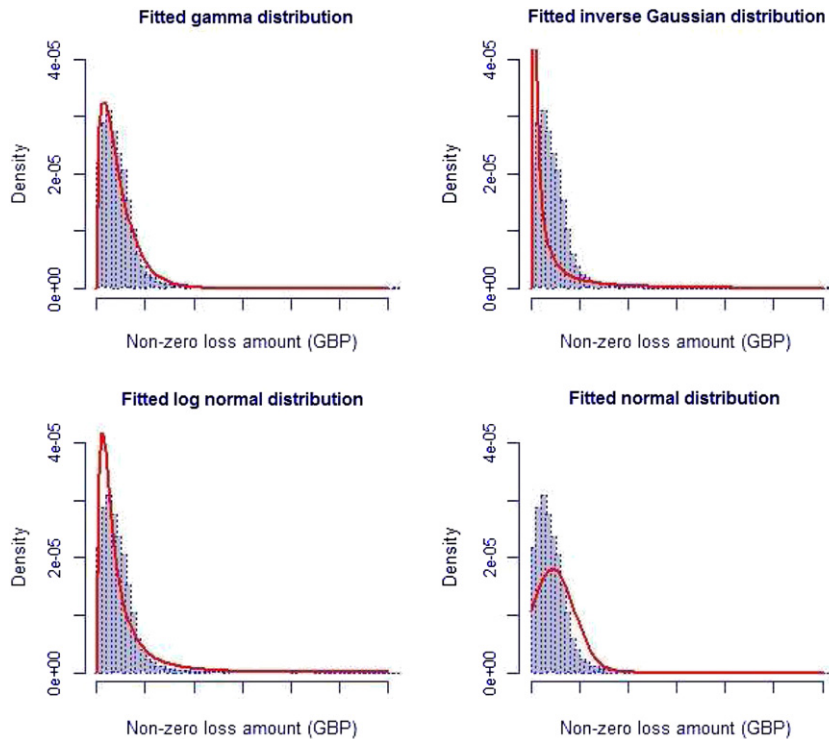 Fitted gamma distribution
4e-05
2e-05
0e+00
Density
Non-zero loss amount (GBP)
Fitted inverse Gaussian distribution
4e-05
2e-05
0e+00
Density
Non-zero loss amount (GBP)
Fitted log normal distribution
4e-05
2e-05
0e+00
Density
Non-zero loss amount (GBP)
Fitted normal distribution
4e-05
2e-05
0e+00
Density
Non-zero loss amount (GBP)